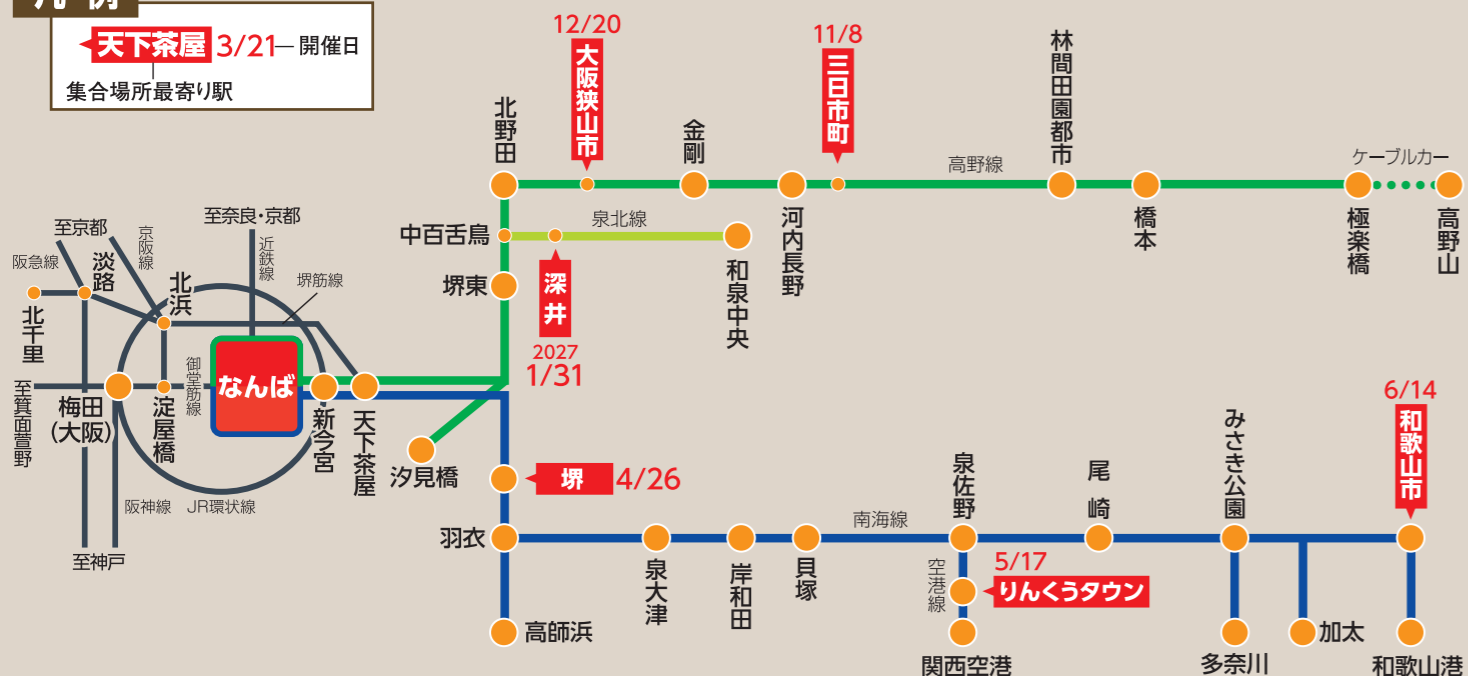 凡例
天下茶屋 3/21 開催日
集合場所最寄り駅
12/20
大阪狭山市
11/8
三日市町
北野田
金剛
河内長野
高野線
林間田園都市
橋本
ケーブルカー
極楽橋
高野山
中百舌鳥
泉北線
和泉中央
深井
2027
1/31
堺東
至奈良・京都
近鉄線
至京都
京阪線
阪急線
淡路
北浜
堺筋線
北千里
至箕面萱野
梅田
(大阪)
淀屋橋
御堂筋線
なんば
新今宮
天下茶屋
汐見橋
阪神線
JR環状線
至神戸
堺 4/26
羽衣
高師浜
泉大津
岸和田
貝塚
南海線
泉佐野
空港線
5/17
りんくうタウン
関西空港
尾崎
みさき公園
多奈川
加太
6/14
和歌山市
和歌山港